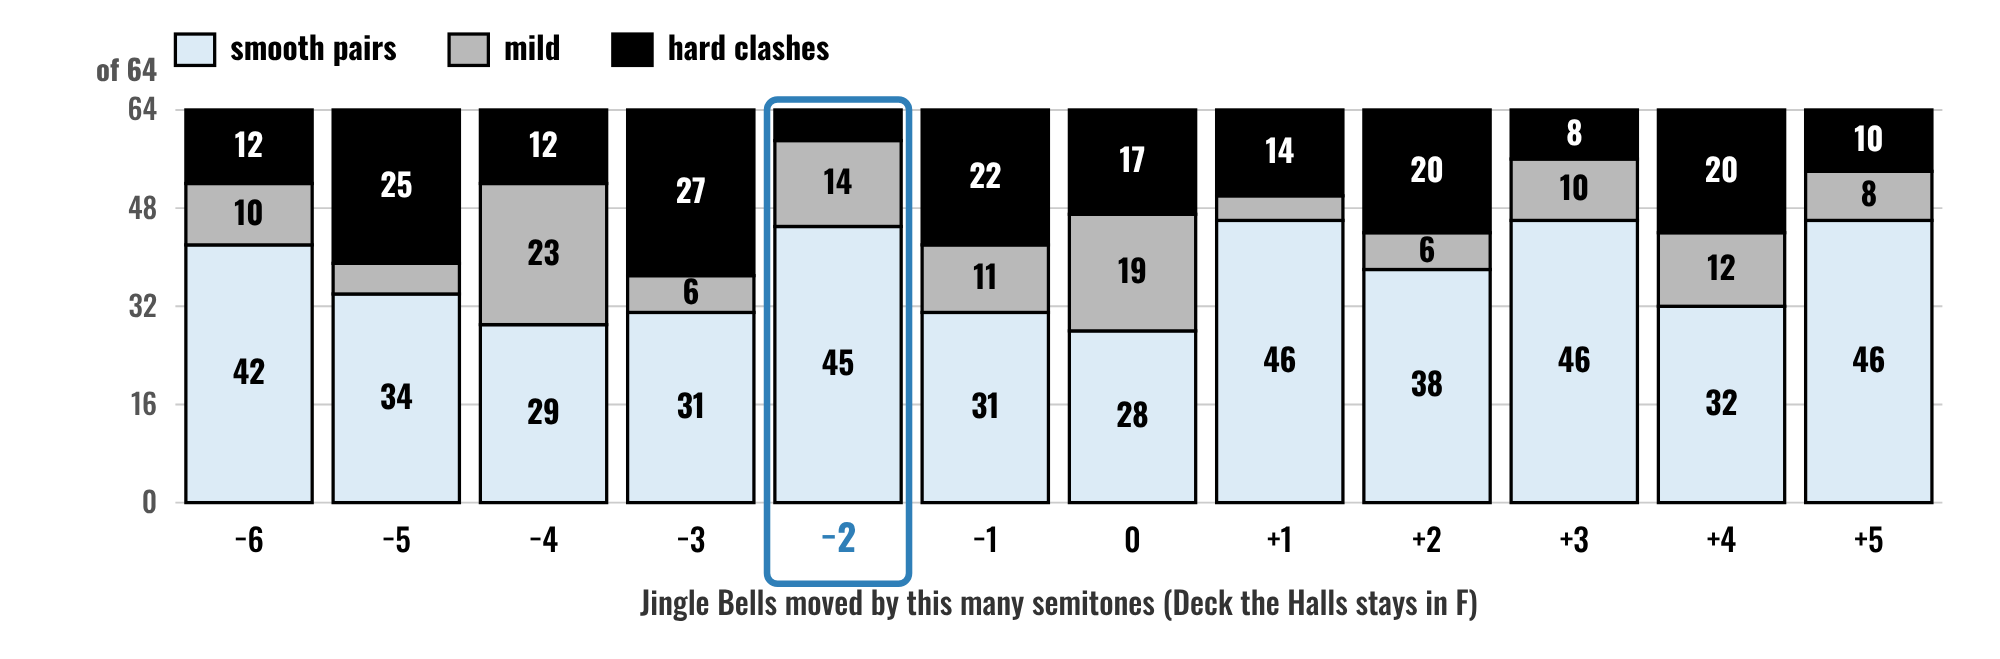 smooth pairs mild hard clashes
of 64
64
12 25 12 27 22 17 14 20 8 20 10
10 23 6 14 11 19 6 10 12 8
48
32
42 34 29 31 45 31 28 46 38 46 32 46
16
0
−6 −5 −4 −3 −2 −1 0 +1 +2 +3 +4 +5
Jingle Bells moved by this many semitones (Deck the Halls stays in F)